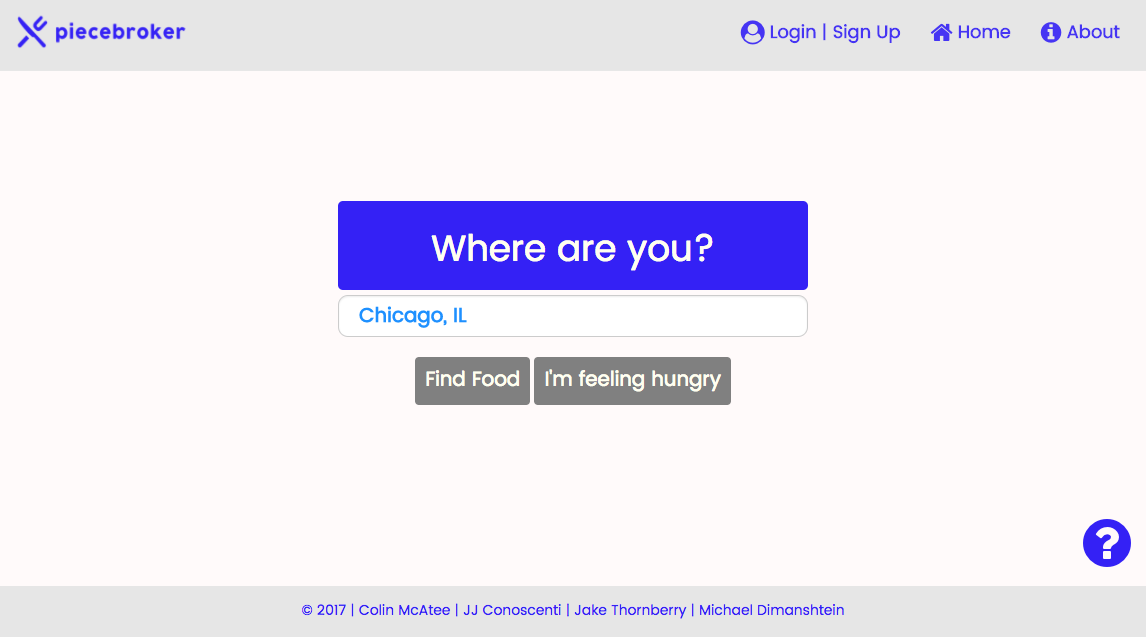 piecebroker
Login | Sign Up
Home
About
Where are you?
Chicago, IL
Find Food
I'm feeling hungry
?
© 2017 | Colin McAtee | JJ Conoscenti | Jake Thornberry | Michael Dimanshtein